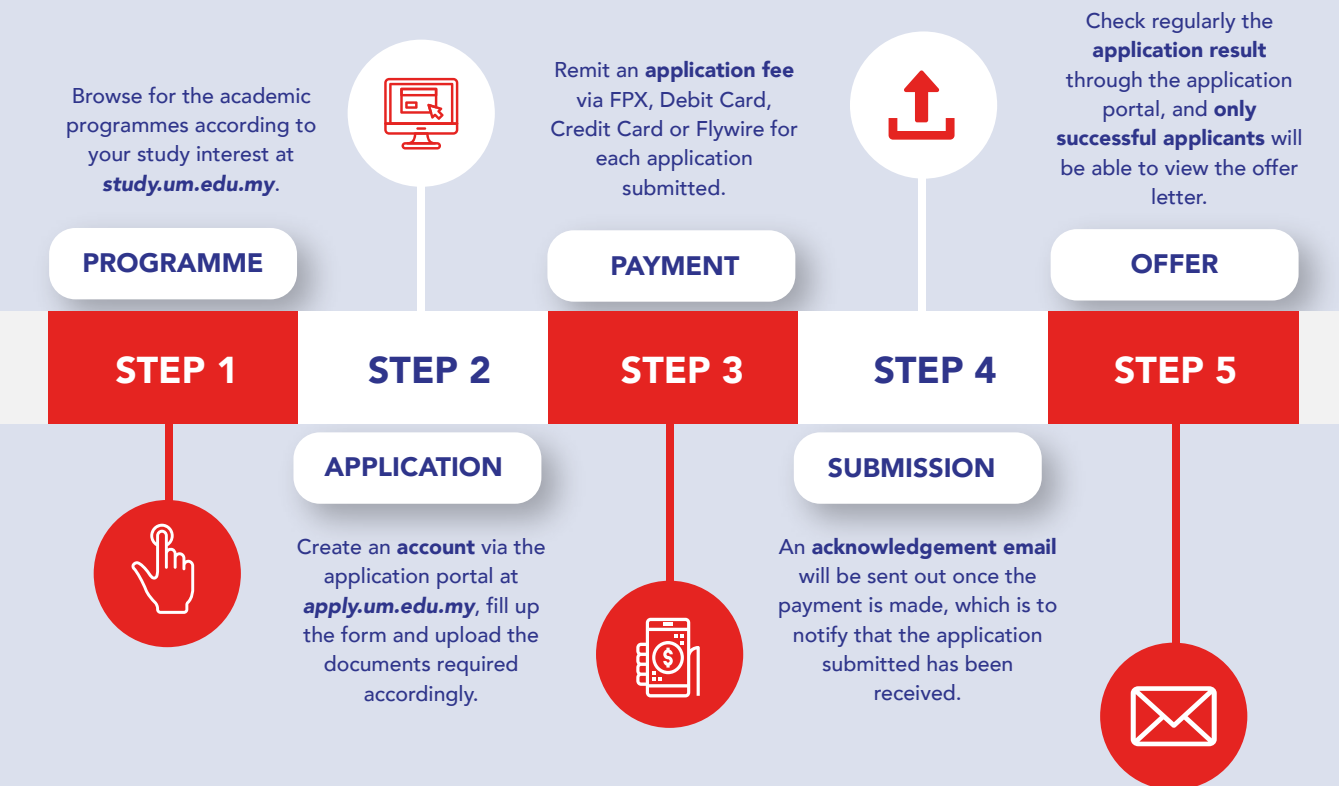 Browse for the academic
programmes according to
your study interest at
study.um.edu.my.
PROGRAMME
STEP 1
STEP 2
APPLICATION
Create an account via the
application portal at
apply.um.edu.my, fill up
the form and upload the
documents required
accordingly.
Remit an application fee
via FPX, Debit Card,
Credit Card or Flywire for
each application
submitted.
PAYMENT
STEP 3
$
STEP 4
SUBMISSION
An acknowledgement email
will be sent out once the
payment is made, which is to
notify that the application
submitted has been
received.
Check regularly the
application result
through the application
portal, and only
successful applicants will
be able to view the offer
letter.
OFFER
STEP 5